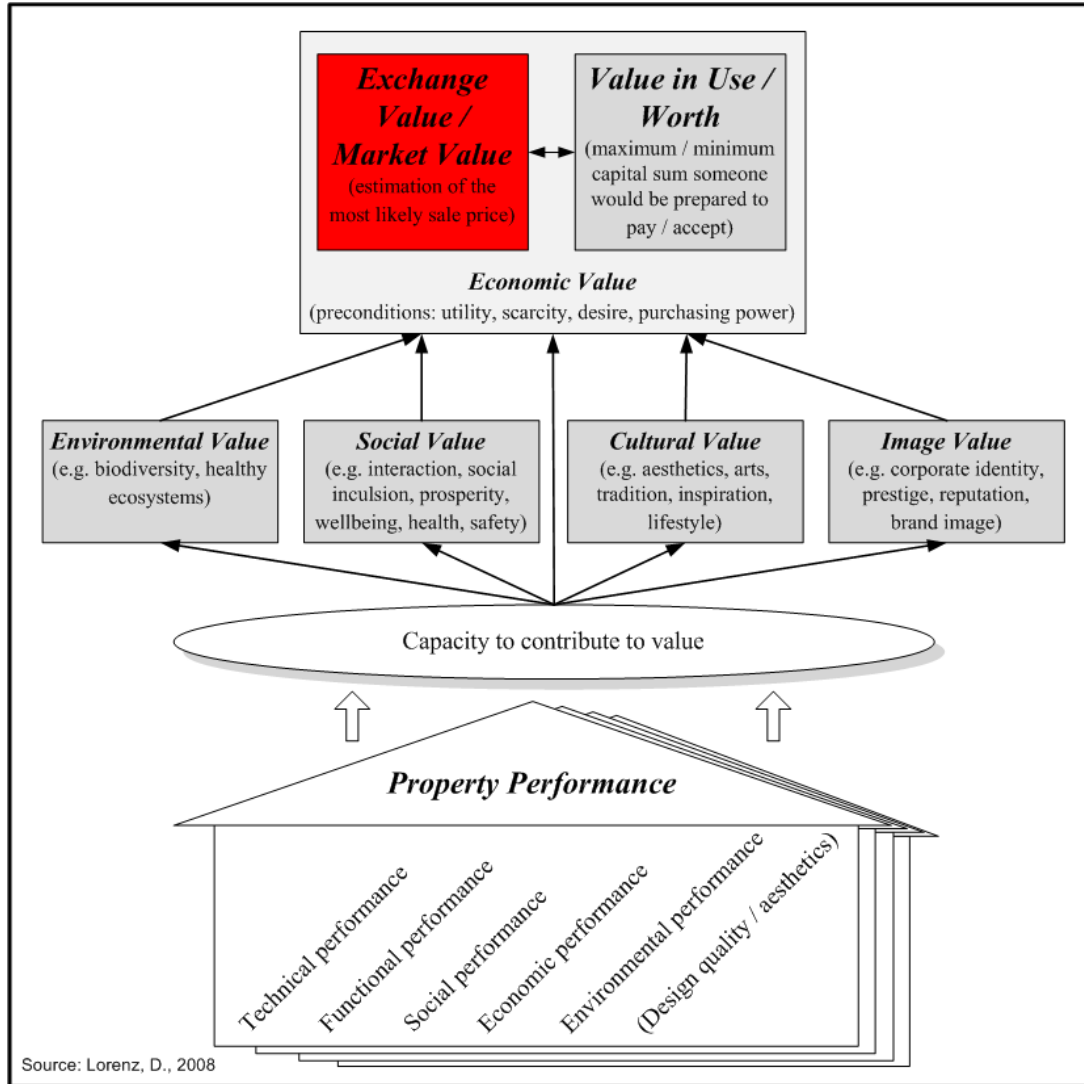 Exchange
Value /
Market Value
(estimation of the
most likely sale price)
Value in Use /
Worth
(maximum / minimum
capital sum someone
would be prepared to
pay / accept)
Economic Value
(preconditions: utility, scarcity, desire, purchasing power)
Environmental Value
(e.g. biodiversity, healthy
ecosystems)
Social Value
(e.g. interaction, social
inculsion, prosperity,
wellbeing, health, safety)
Cultural Value
(e.g. aesthetics, arts,
tradition, inspiration,
lifestyle)
Image Value
(e.g. corporate identity,
prestige, reputation,
brand image)
Capacity to contribute to value
Property Performance
Technical performance
Functional performance
Social performance
Economic performance
Environmental performance
(Design quality / aesthetics)
Source: Lorenz, D., 2008